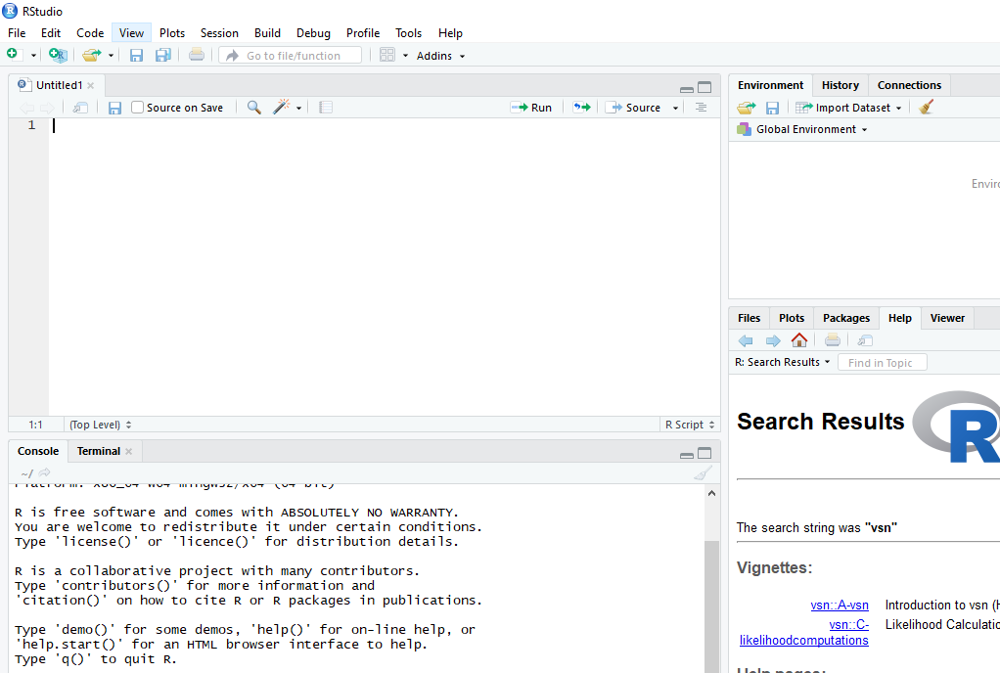 RStudio
File Edit Code View Plots Session Build Debug Profile Tools Help
Go to file/function Addins
Untitled1
Source on Save Run Source
1
1:1 (Top Level) R Script
Console Terminal
~/
R is free software and comes with ABSOLUTELY NO WARRANTY.
You are welcome to redistribute it under certain conditions.
Type 'license()' or 'licence()' for distribution details.
R is a collaborative project with many contributors.
Type 'contributors()' for more information and
'citation()' on how to cite R or R packages in publications.
Type 'demo()' for some demos, 'help()' for on-line help, or
'help.start()' for an HTML browser interface to help.
Type 'q()' to quit R.
Environment History Connections
Import Dataset
Global Environment
Files Plots Packages Help Viewer
R: Search Results Find in Topic
Search Results R
The search string was "vsn"
Vignettes:
vsn::A-vsn Introduction to vsn (H
vsn::C- Likelihood Calculatio
likelihoodcomputations
Help pages: